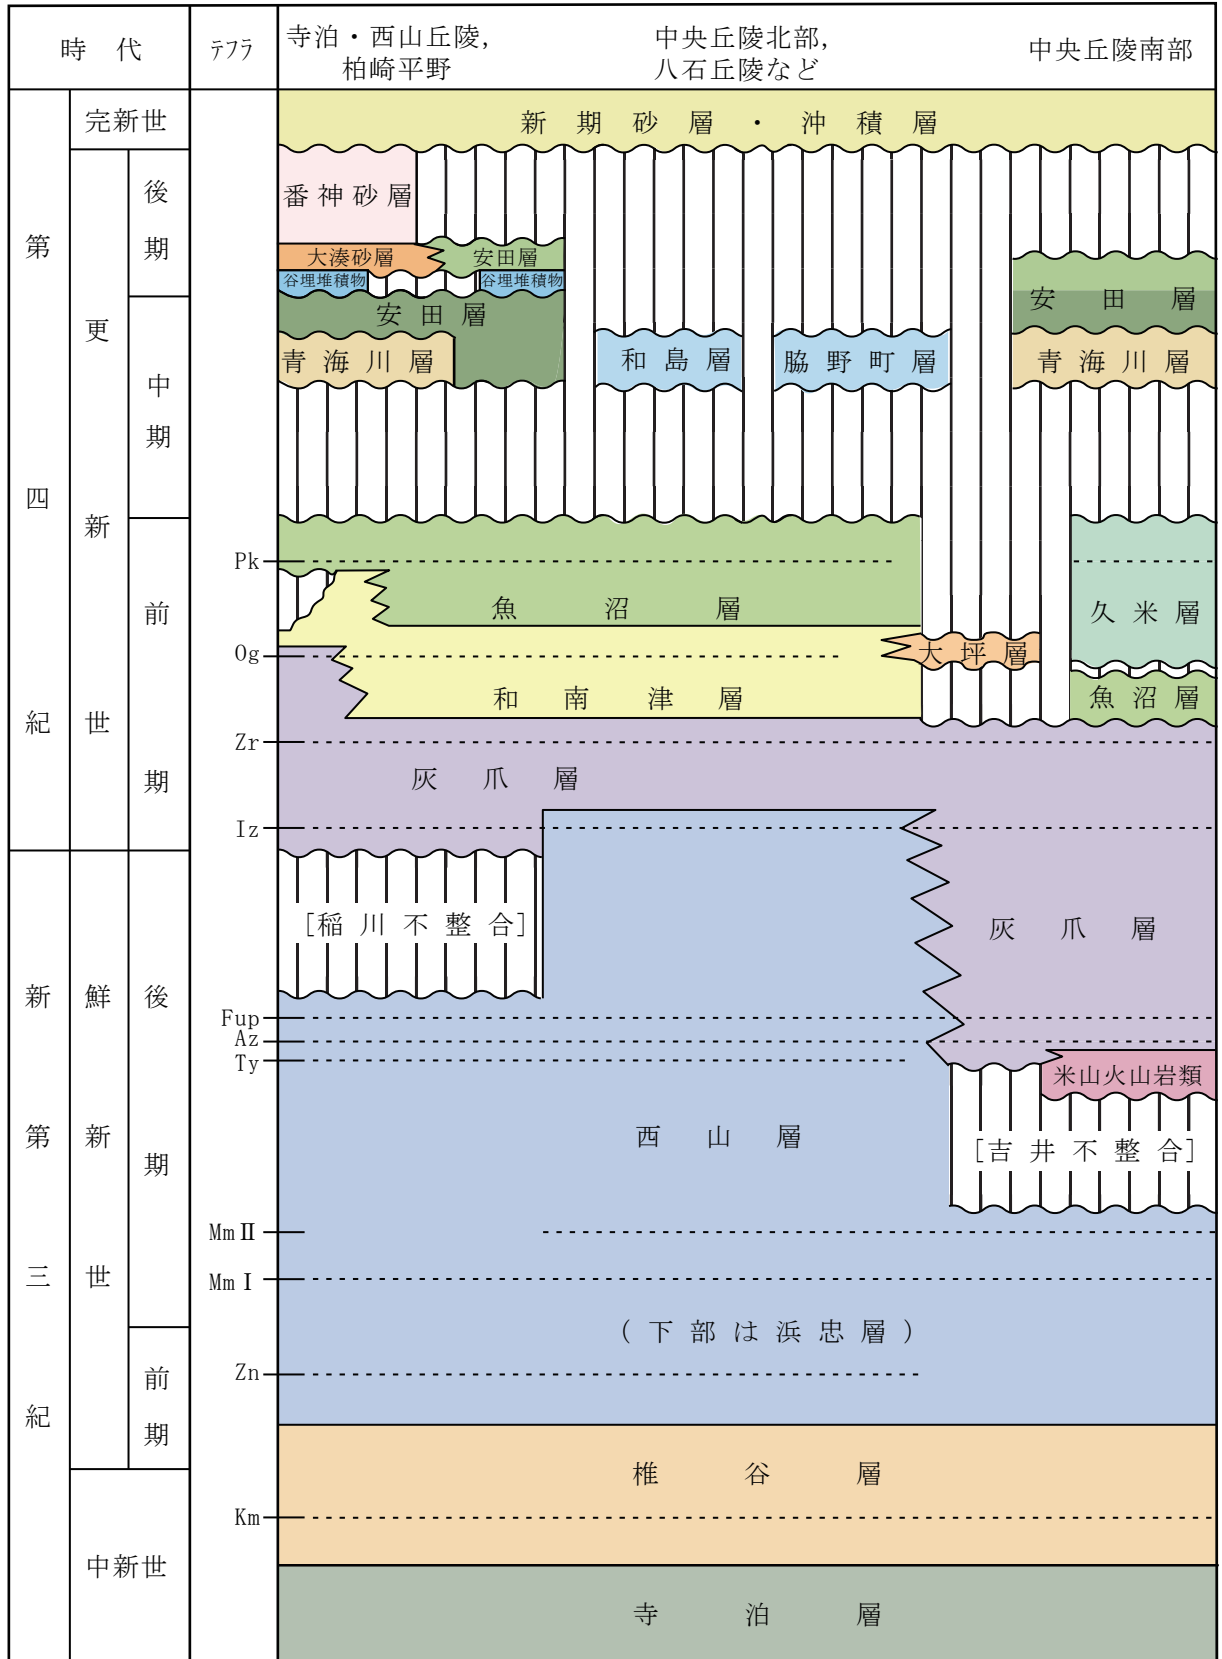 時 代
テフラ
寺泊・西山丘陵,
柏崎平野
中央丘陵北部,
八石丘陵など
中央丘陵南部
第
四
紀
新
第
三
紀
完新世
更
新
世
鮮
新
世
中新世
後
期
中
期
前
期
後
期
前
期
Pk
Og
Zr
Iz
Fup
Az
Ty
MmⅡ
MmⅠ
Zn
Km
新 期 砂 層 ・ 沖 積 層
番神砂層
大湊砂層
安田層
谷埋堆積物
谷埋堆積物
安 田 層
安 田 層
青海川層
和島層
脇野町層
青海川層
魚 沼 層
久米層
大坪層
和 南 津 層
魚沼層
灰 爪 層
[稲川不整合]
灰 爪 層
米山火山岩類
西 山 層
[吉井不整合]
(下部は浜忠層)
椎 谷 層
寺 泊 層